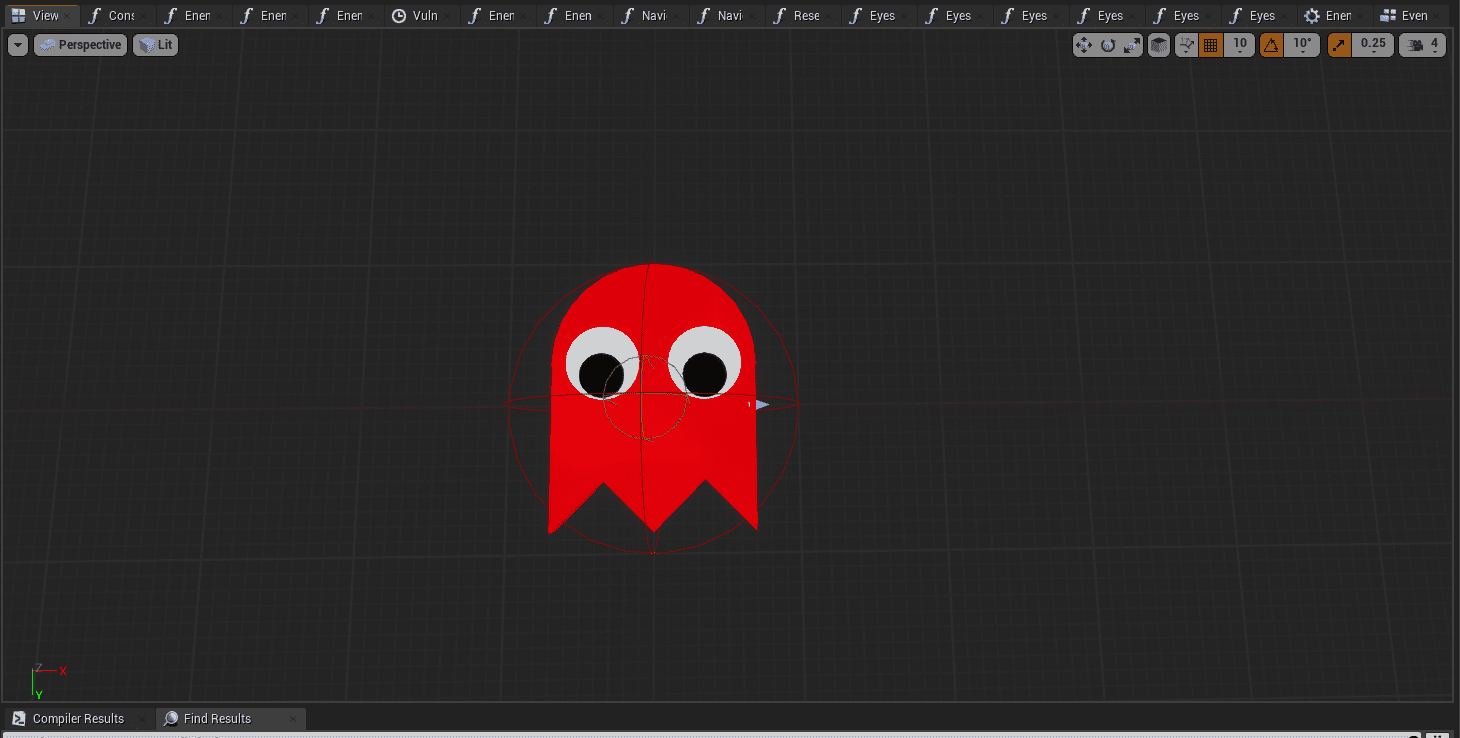 View Cons Enen Enen Enen Vuln Enen Enen Navi Navi Rese Eyes Eyes Eyes Eyes Eyes Eyes Enen Even
Perspective Lit 10 10° 0.25 4
Z X
Y
Compiler Results Find Results